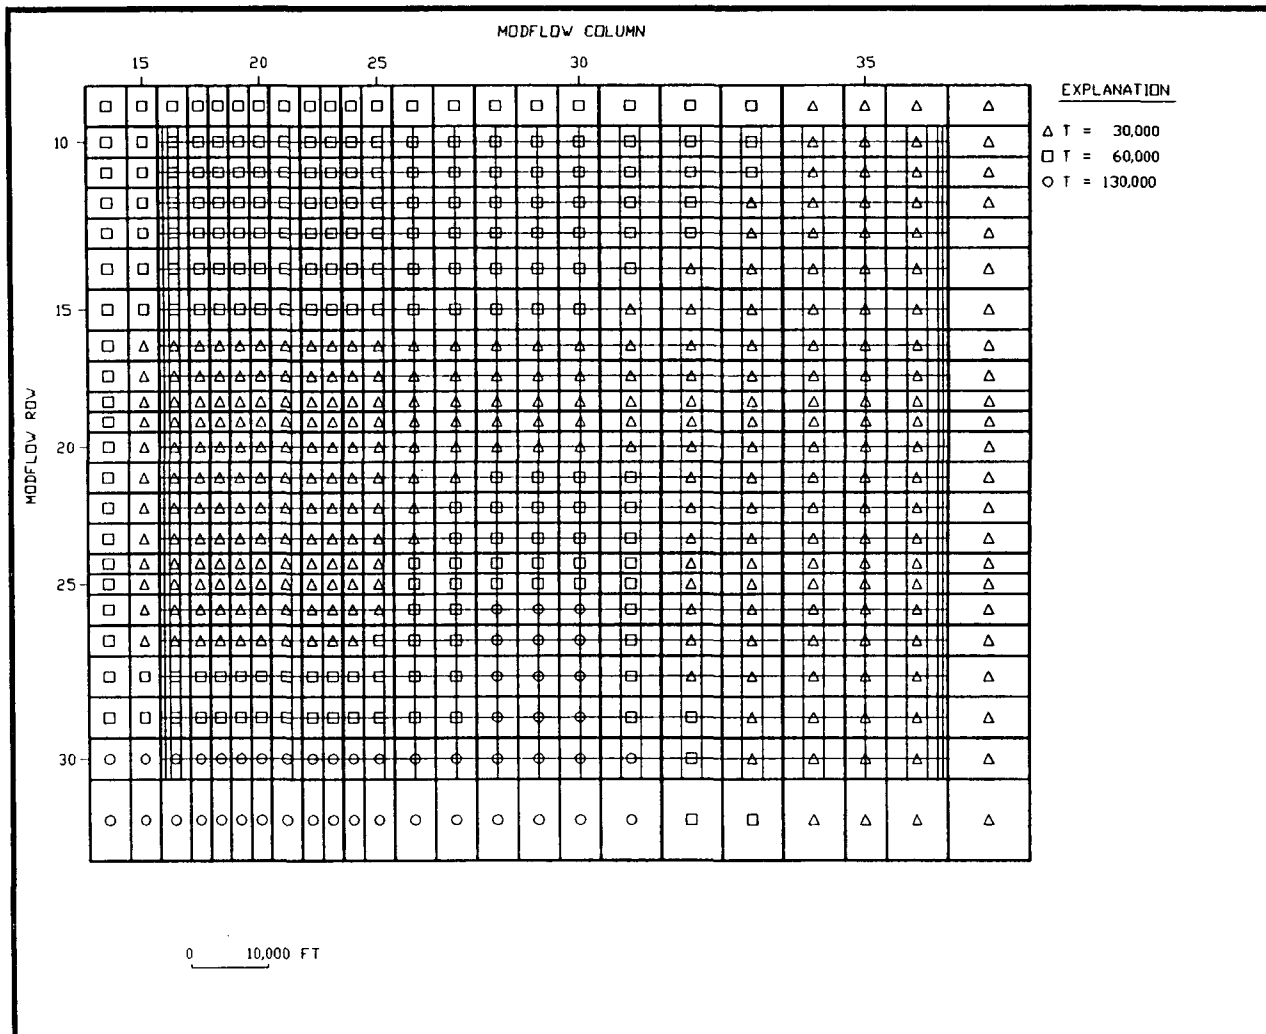 MODFLOW COLUMN
15 20 25 30 35
EXPLANATION
△ T = 30,000
□ T = 60,000
○ T = 130,000
10
15
20
25
30
MODFLOW ROW
0 10,000 FT